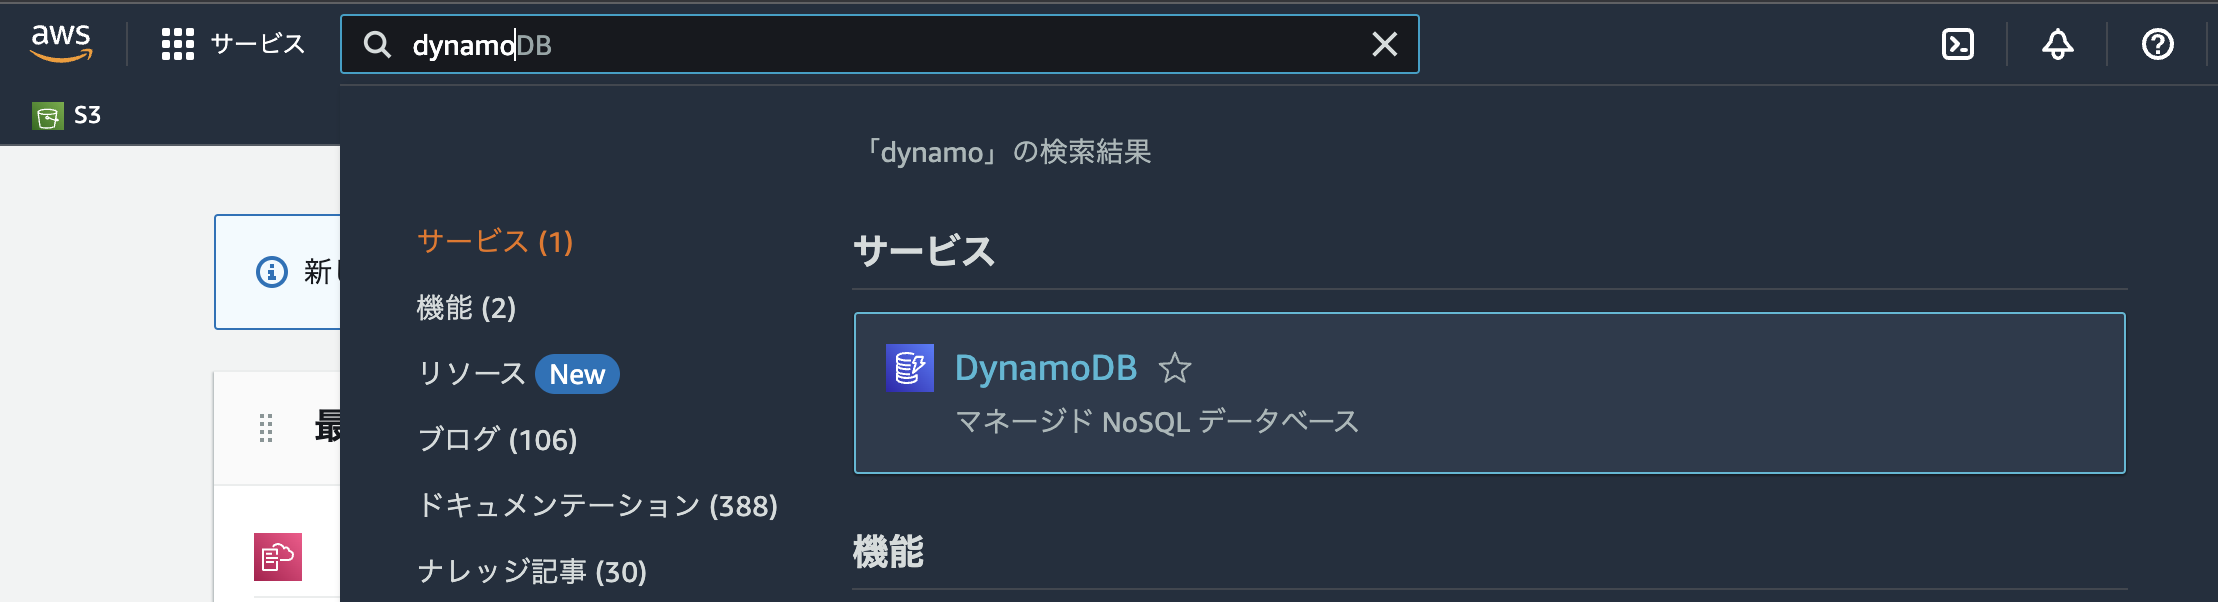 aws
サービス
dynamoDB
S3
「dynamo」の検索結果
サービス (1)
機能 (2)
リソース New
ブログ (106)
ドキュメンテーション (388)
ナレッジ記事 (30)
サービス
DynamoDB
マネージド NoSQL データベース
機能
新し
最